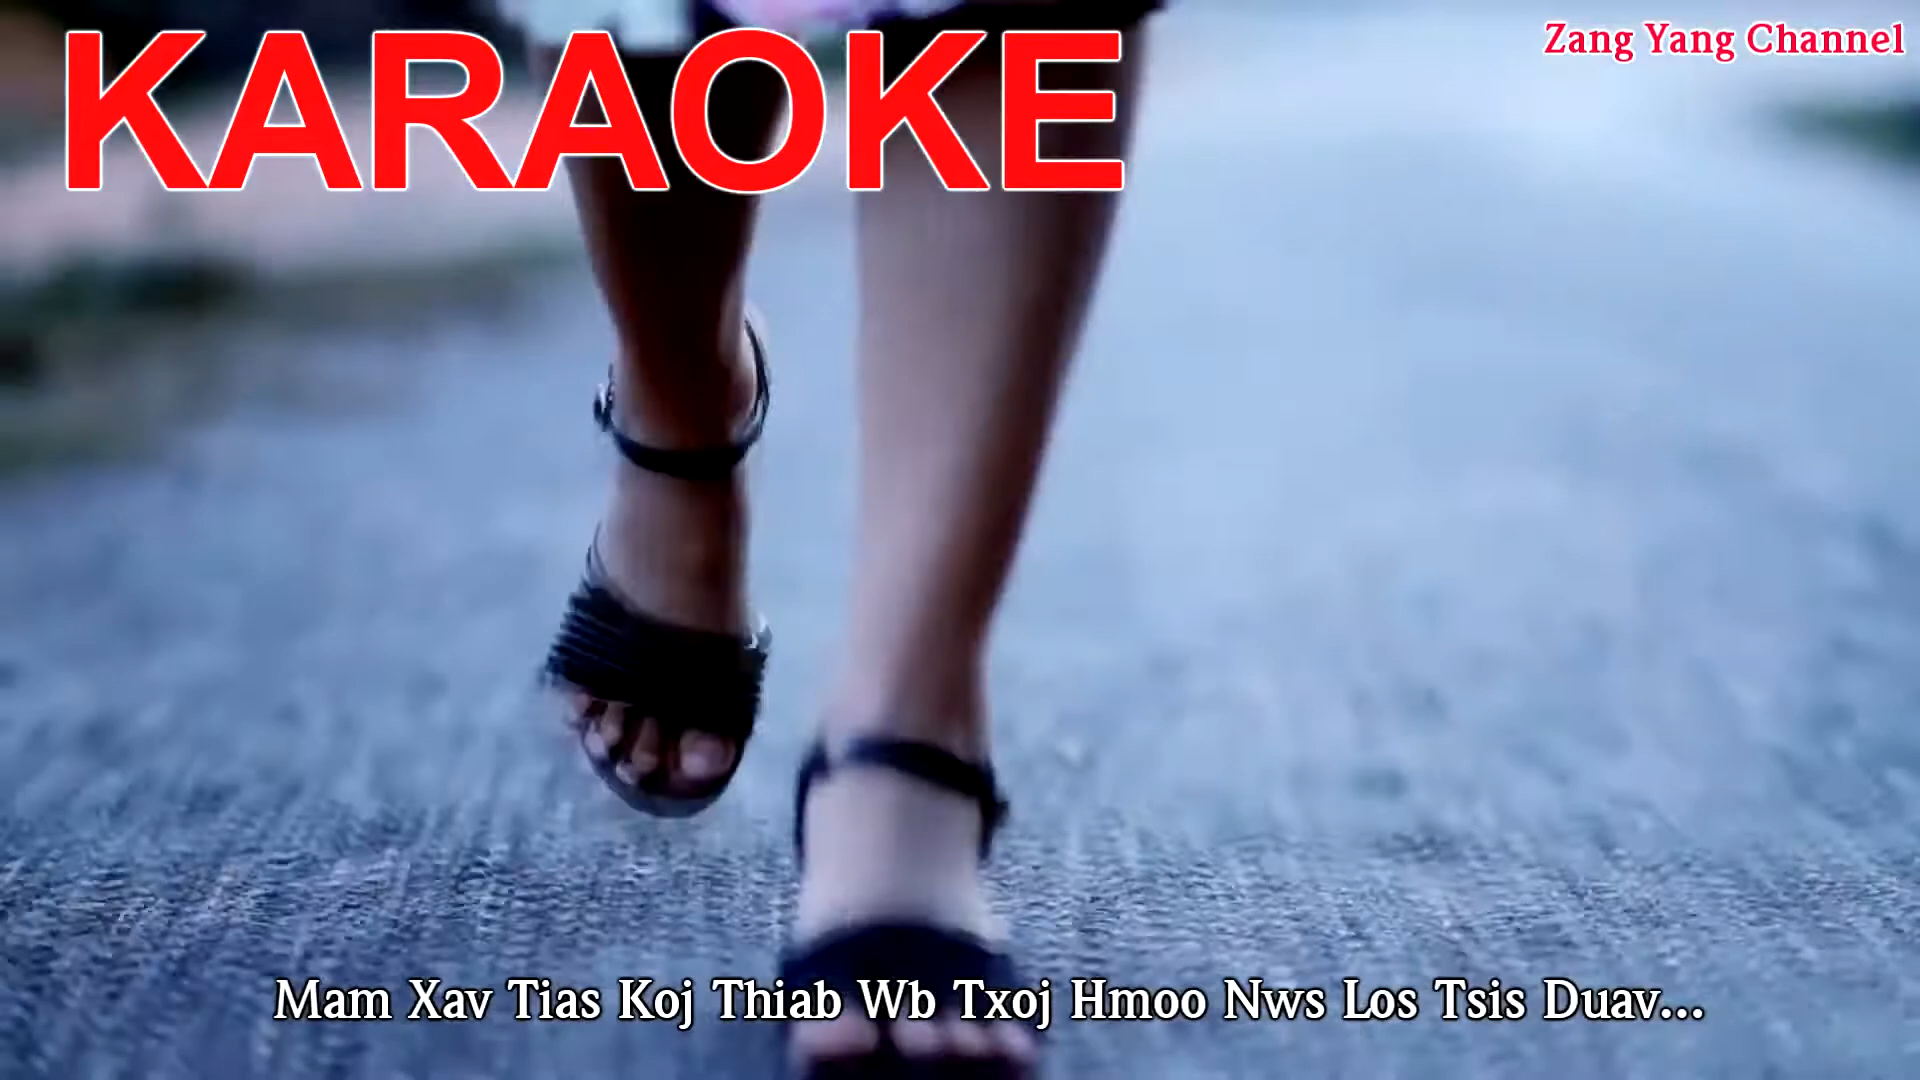 KARAOKE
Zang Yang Channel
Mam Xav Tias Koj Thiab Wb Txoj Hmoo Nws Los Tsis Duav...